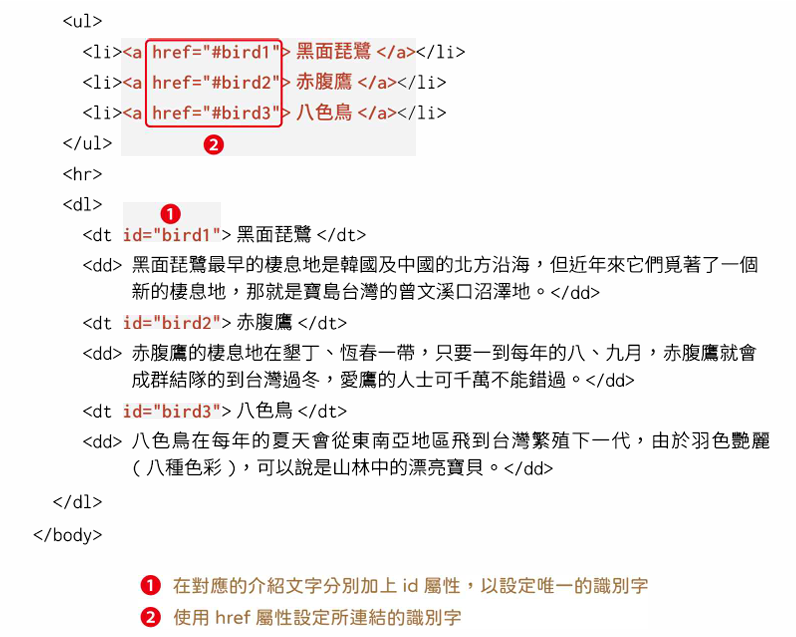 <ul>
<li><a href="#bird1"> 黑面琵鷺 </a></li>
<li><a href="#bird2"> 赤腹鷹 </a></li>
<li><a href="#bird3"> 八色鳥 </a></li>
</ul>
❷
<hr>
<dl>
❶
<dt id="bird1"> 黑面琵鷺 </dt>
<dd> 黑面琵鷺最早的棲息地是韓國及中國的北方沿海，但近年來它們覓著了一個
新的棲息地，那就是寶島台灣的曾文溪口沼澤地。</dd>
<dt id="bird2"> 赤腹鷹 </dt>
<dd> 赤腹鷹的棲息地在墾丁、恆春一帶，只要一到每年的八、九月，赤腹鷹就會
成群結隊的到台灣過冬，愛鷹的人士可千萬不能錯過。</dd>
<dt id="bird3"> 八色鳥 </dt>
<dd> 八色鳥在每年的夏天會從東南亞地區飛到台灣繁殖下一代，由於羽色艷麗
( 八種色彩 )，可以說是山林中的漂亮寶貝。</dd>
</dl>
</body>
❶ 在對應的介紹文字分別加上 id 屬性，以設定唯一的識別字
❷ 使用 href 屬性設定所連結的識別字